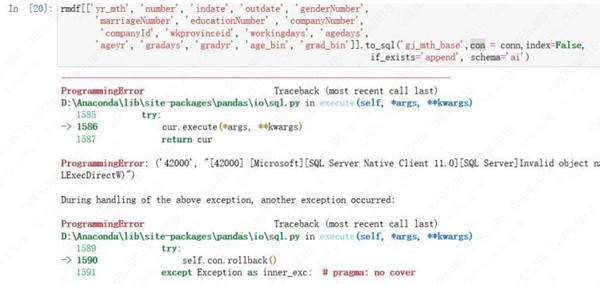 In [20]: rmdf[['yr_mth', 'number', 'indate', 'outdate', 'genderNumber',
'marriageNumber', 'educationNumber' , 'companyNumber',
'companyId', 'wkprovinceid', 'workingdays', 'agedays',
'ageyr', 'gradays', 'gradyr', 'age_bin', 'grad_bin']].to_sql('gj_mth_base',con = conn,index=False,
if_exists='append', schema='ai')
ProgrammingError Traceback (most recent call last)
D:\Anaconda\lib\site-packages\pandas\io\sql.py in execute(self, *args, **kwargs)
1585 try:
-> 1586 cur.execute(*args, **kwargs)
1587 return cur
ProgrammingError: ('42000', "[42000] [Microsoft][SQL Server Native Client 11.0][SQL Server]Invalid object na
LExecDirectW)")
During handling of the above exception, another exception occurred:
ProgrammingError Traceback (most recent call last)
D:\Anaconda\lib\site-packages\pandas\io\sql.py in execute(self, *args, **kwargs)
1589 try:
-> 1590 self.con.rollback()
1591 except Exception as inner_exc: # pragma: no cover